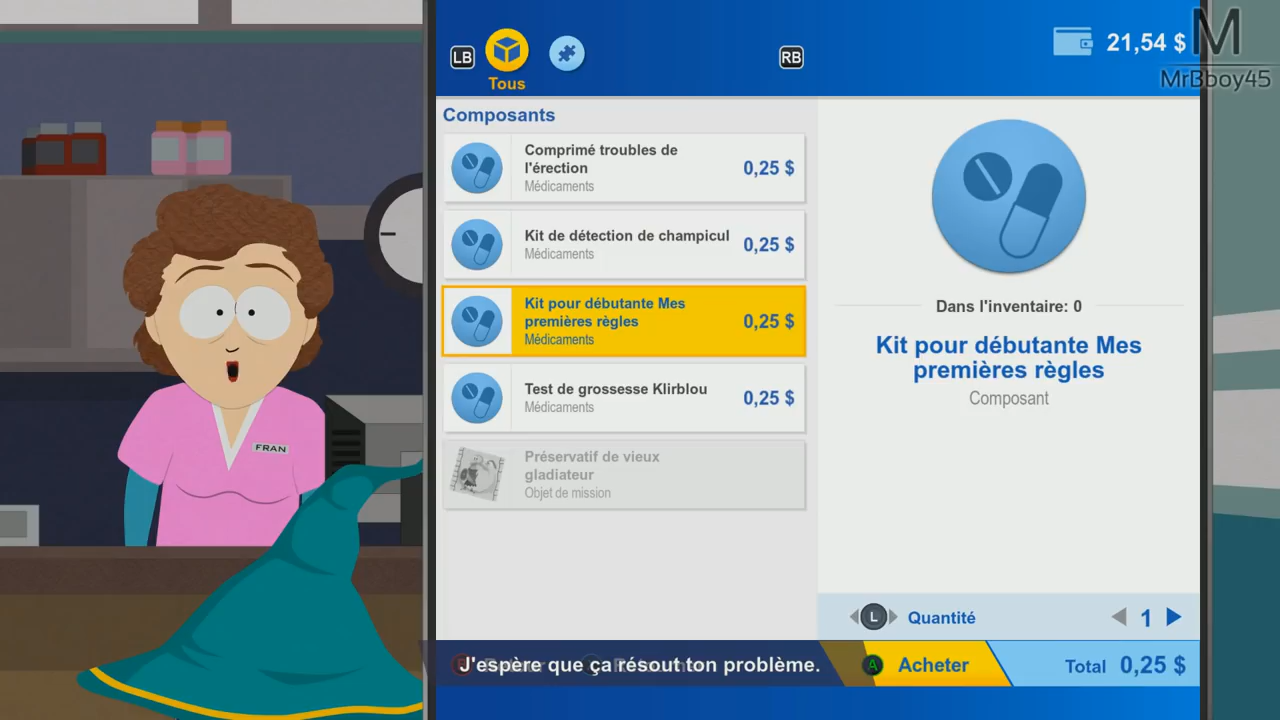 LB
RB
Tous
21,54 $
M
MrBboy45
Composants
Comprimé troubles de
l'érection
Médicaments
0,25 $
Kit de détection de champicul
Médicaments
0,25 $
Kit pour débutante Mes
premières règles
Médicaments
0,25 $
Test de grossesse Klirblou
Médicaments
0,25 $
Préservatif de vieux
gladiateur
Objet de mission
FRAN
Dans l'inventaire: 0
Kit pour débutante Mes
premières règles
Composant
L
Quantité
1
J'espère que ça résout ton problème.
A
Acheter
Total 0,25 $